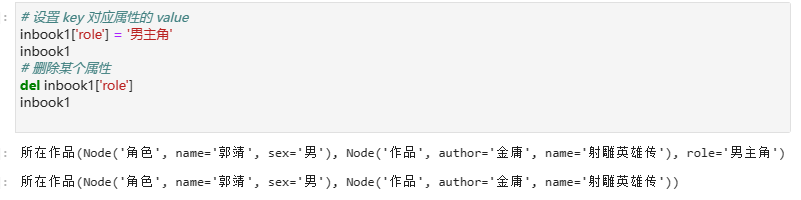 # 设置 key 对应属性的 value
inbook1['role'] = '男主角'
inbook1
# 删除某个属性
del inbook1['role']
inbook1
: 所在作品(Node('角色', name='郭靖', sex='男'), Node('作品', author='金庸', name='射雕英雄传'), role='男主角')
: 所在作品(Node('角色', name='郭靖', sex='男'), Node('作品', author='金庸', name='射雕英雄传'))